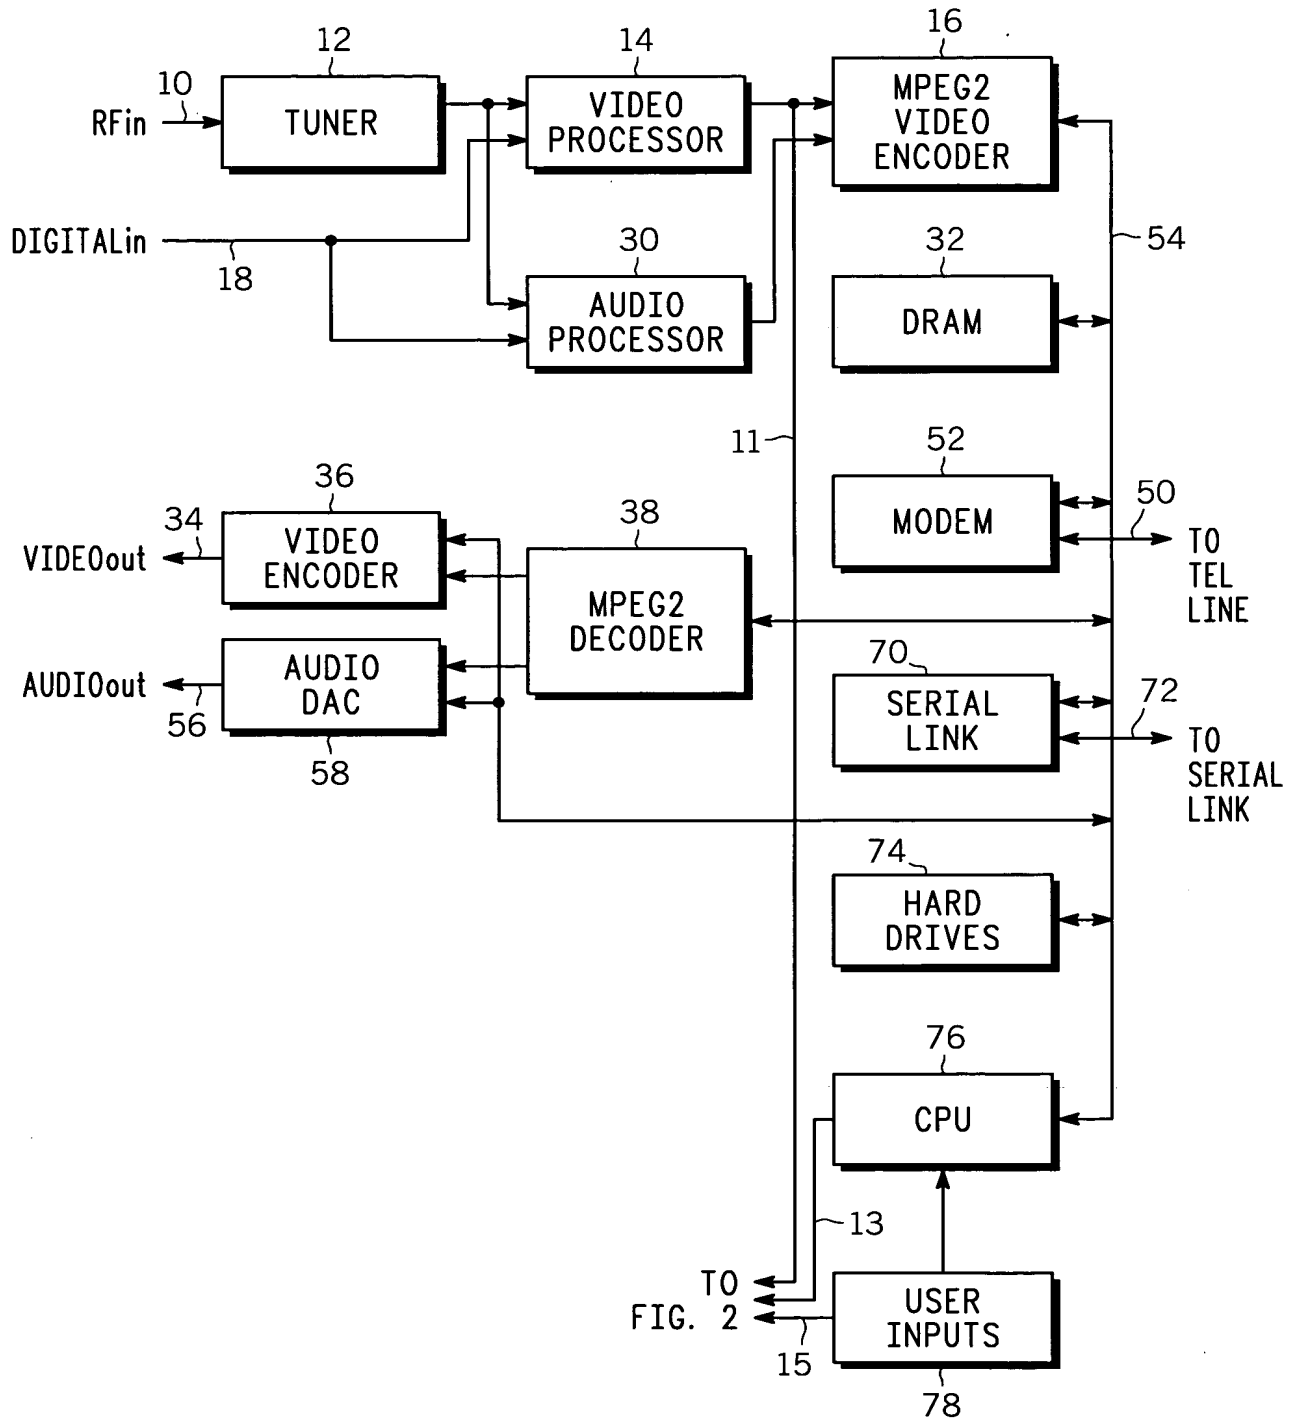 12
14
16
10
RFin
TUNER
VIDEO
PROCESSOR
MPEG2
VIDEO
ENCODER
DIGITALin
18
30
32
54
AUDIO
PROCESSOR
DRAM
11
52
36
34
38
50
VIDEOout
VIDEO
ENCODER
MODEM
TO
TEL
LINE
MPEG2
DECODER
AUDIOout
56
AUDIO
DAC
58
70
72
SERIAL
LINK
TO
SERIAL
LINK
74
HARD
DRIVES
76
CPU
13
TO
FIG. 2
15
USER
INPUTS
78